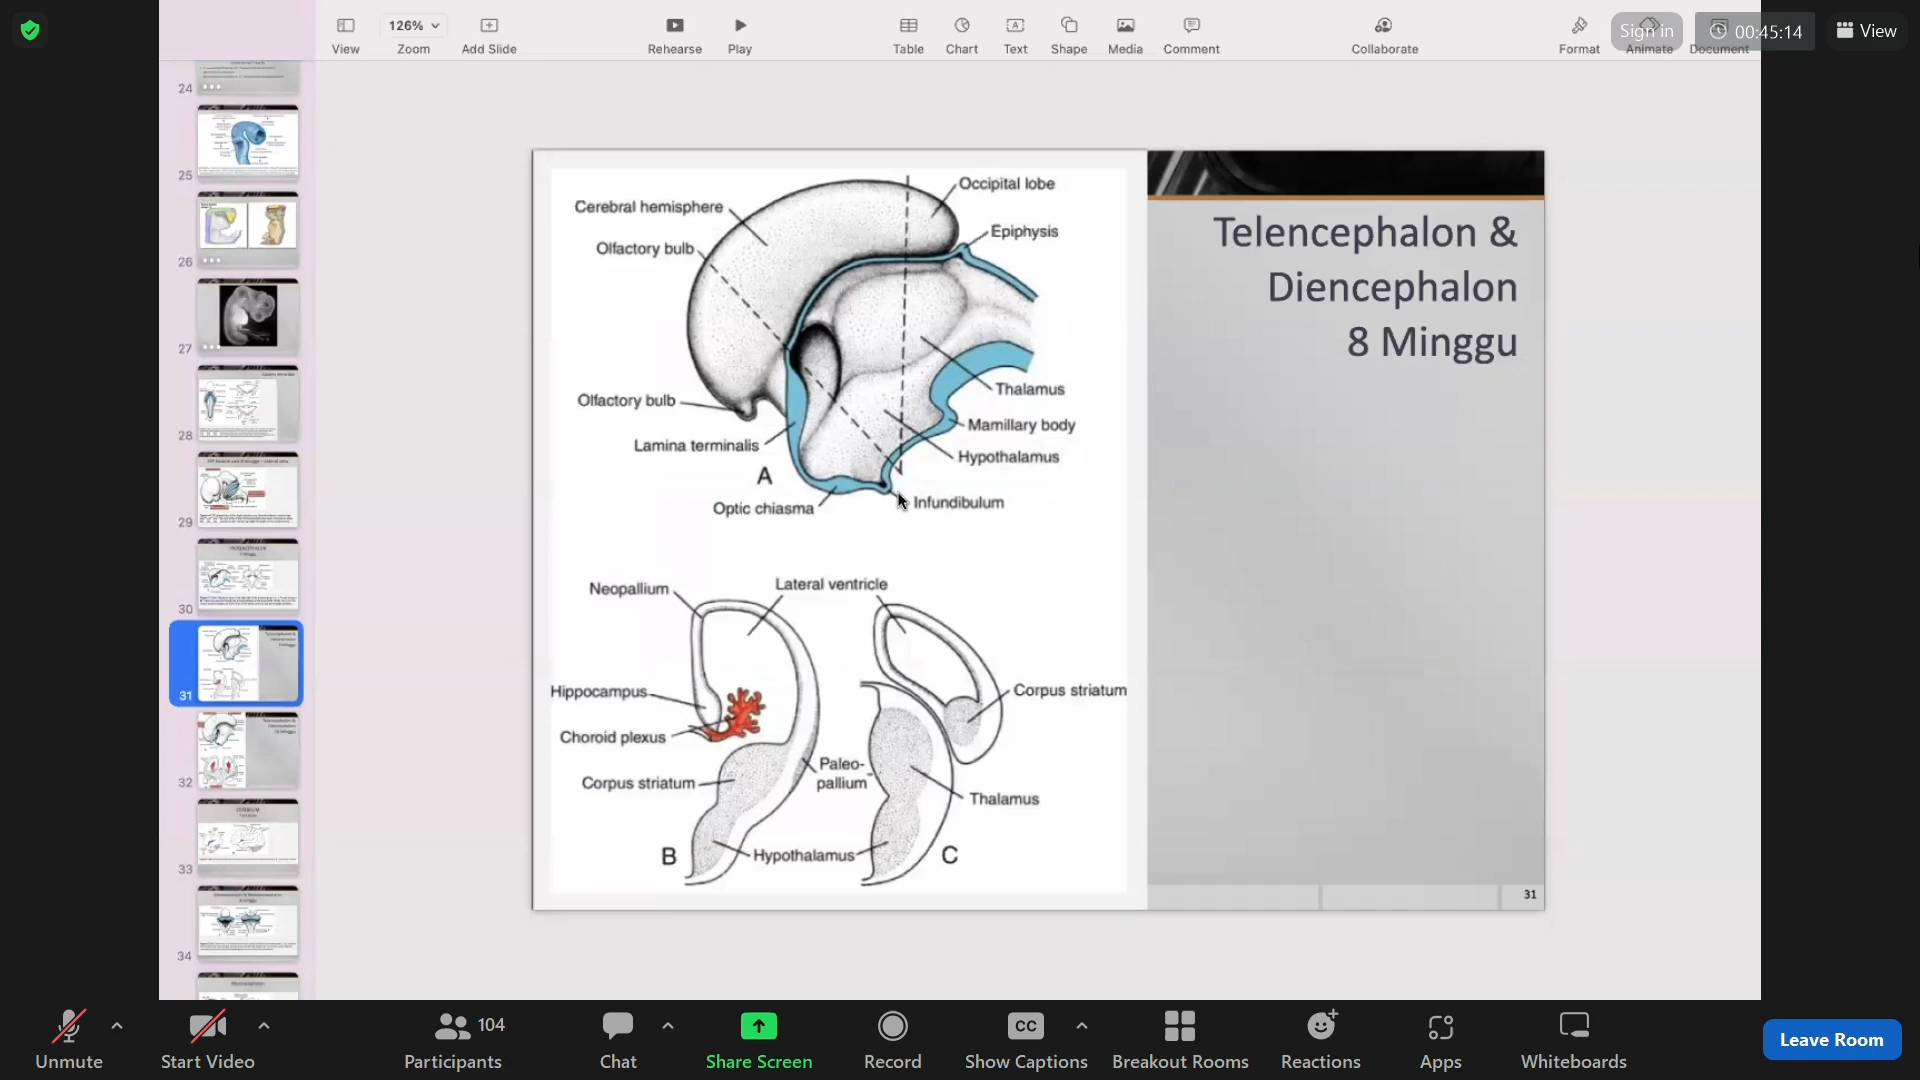 View
126%
Zoom
Add Slide
Rehearse
Play
Table
Chart
Text
Shape
Media
Comment
Collaborate
Format
Animate
Document
Sign in
00:45:14
View
24
25
26
27
28
29
30
31
32
33
34
Occipital lobe
Cerebral hemisphere
Epiphysis
Olfactory bulb
Thalamus
Olfactory bulb
Mamillary body
Lamina terminalis
Hypothalamus
A
Optic chiasma
Infundibulum
Neopallium
Lateral ventricle
Hippocampus
Corpus striatum
Choroid plexus
Paleo-
pallium
Corpus striatum
Thalamus
B
Hypothalamus
C
Telencephalon &
Diencephalon
8 Minggu
31
Unmute
Start Video
104
Participants
Chat
Share Screen
Record
CC
Show Captions
Breakout Rooms
Reactions
Apps
Whiteboards
Leave Room